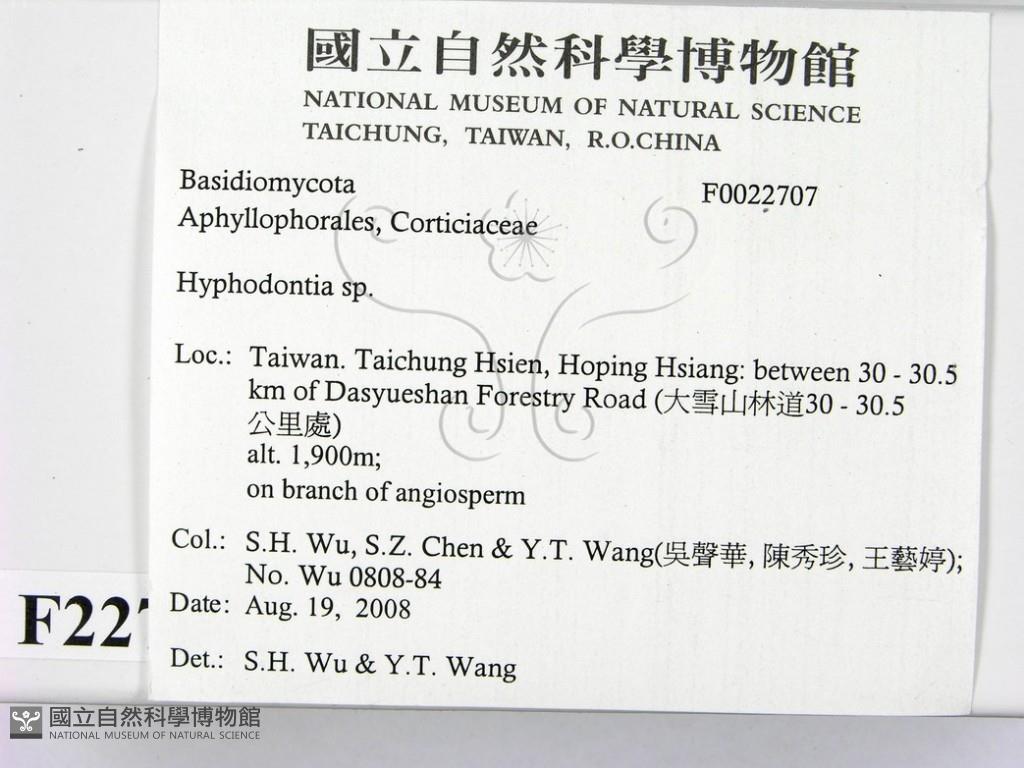 國立自然科學博物館
NATIONAL MUSEUM OF NATURAL SCIENCE
TAICHUNG, TAIWAN, R.O.CHINA
Basidiomycota
F0022707
Aphyllophorales, Corticiaceae
Hyphodontia sp.
Loc.: Taiwan. Taichung Hsien, Hoping Hsiang: between 30 - 30.5
km of Dasyueshan Forestry Road (大雪山林道30 - 30.5
公里處)
alt. 1,900m;
on branch of angiosperm
Col.: S.H. Wu, S.Z. Chen & Y.T. Wang(吳聲華, 陳秀珍, 王藝婷);
No. Wu 0808-84
Date: Aug. 19, 2008
Det.: S.H. Wu & Y.T. Wang
F227
國立自然科學博物館
NATIONAL MUSEUM OF NATURAL SCIENCE